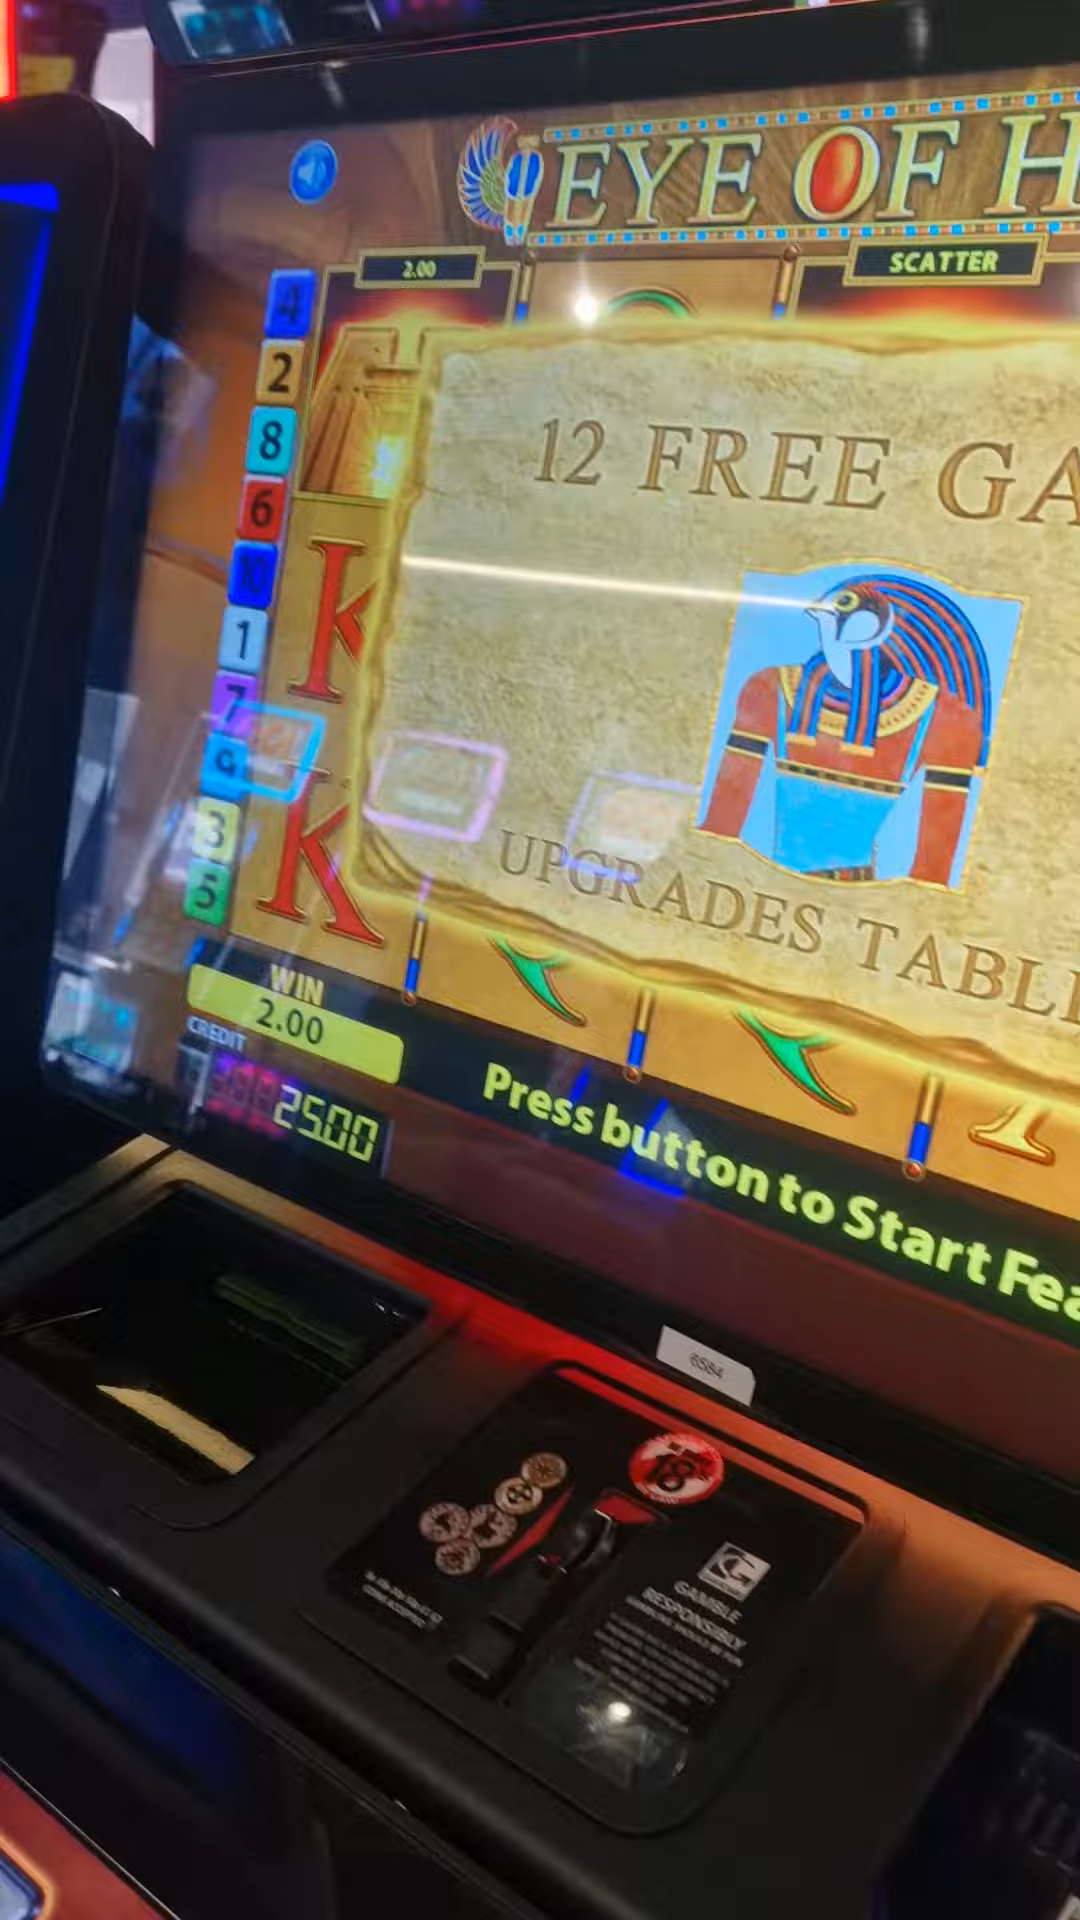 EYE OF H
2.00
SCATTER
4
2
8
6
10
1
7
9
3
5
K
K
12 FREE GA
UPGRADES TABL
WIN
2.00
CREDIT
25.00
Press button to Start Fea
6584
18
G
GAMBLE
RESPONSIBLY